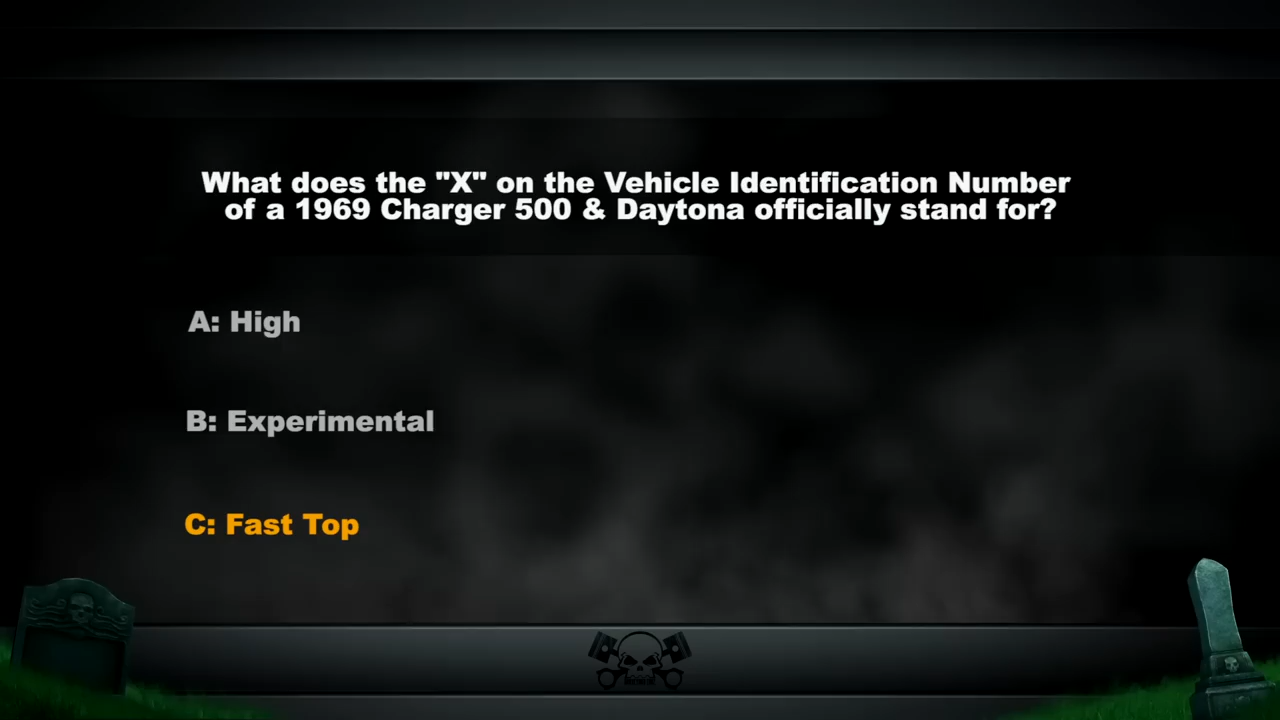 What does the "X" on the Vehicle Identification Number
of a 1969 Charger 500 & Daytona officially stand for?
A: High
B: Experimental
C: Fast Top